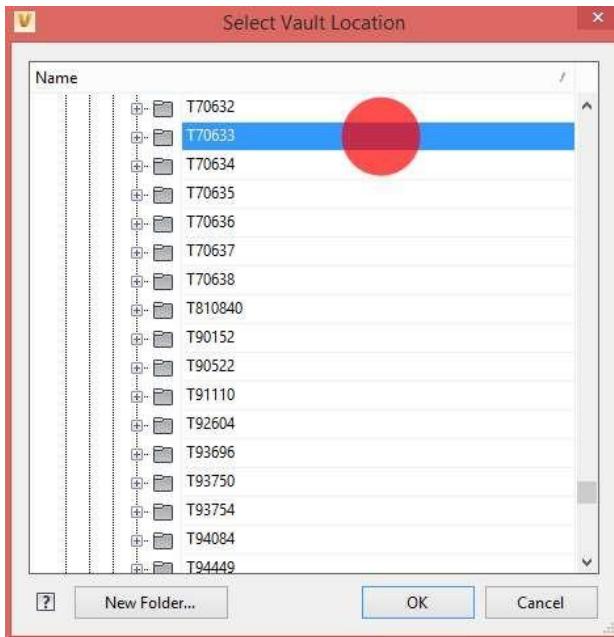 Select Vault Location
Name
T70632
T70633
T70634
T70635
T70636
T70637
T70638
T810840
T90152
T90522
T91110
T92604
T93696
T93750
T93754
T94084
T94449
? New Folder... OK Cancel